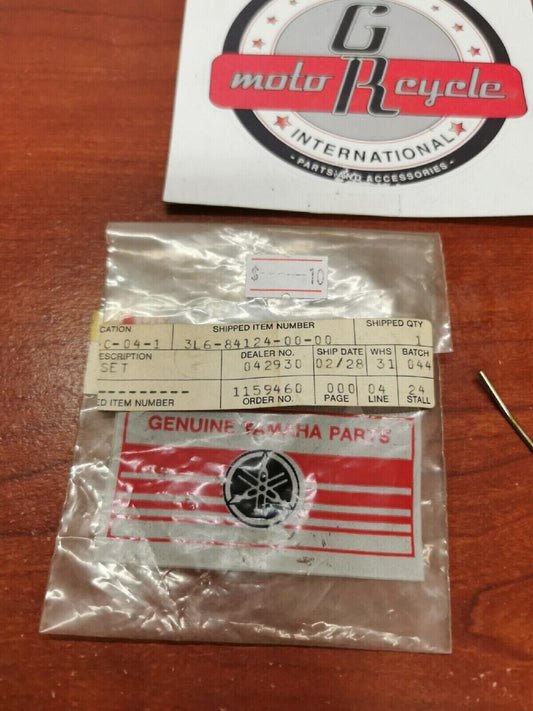 G
moto R cycle
INTERNATIONAL
- PARTS AND ACCESSORIES -
$ ------10
CATION SHIPPED ITEM NUMBER SHIPPED QTY
C-04-1 3L6-84124-00-00 1
ESCRIPTION DEALER NO. SHIP DATE WHS BATCH
SET 042930 02/28 31 044
--------- 1159460 000 04 24
ED ITEM NUMBER ORDER NO. PAGE LINE STALL
GENUINE YAMAHA PARTS